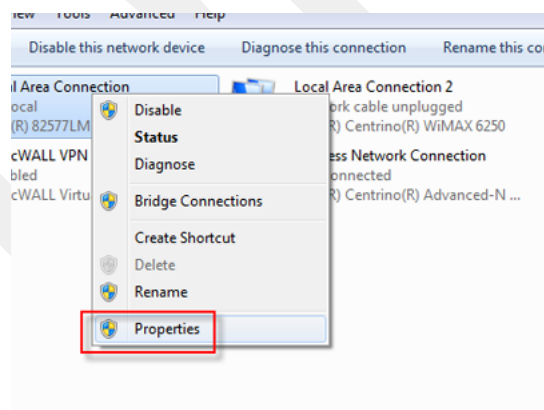 iew Tools Advanced Help
Disable this network device Diagnose this connection Rename this co
l Area Connection
ocal
(R) 82577LM
cWALL VPN
bled
cWALL Virtu
Disable
Status
Diagnose
Bridge Connections
Create Shortcut
Delete
Rename
Properties
Local Area Connection 2
ork cable unplugged
R) Centrino(R) WiMAX 6250
ess Network Connection
onnected
R) Centrino(R) Advanced-N ...